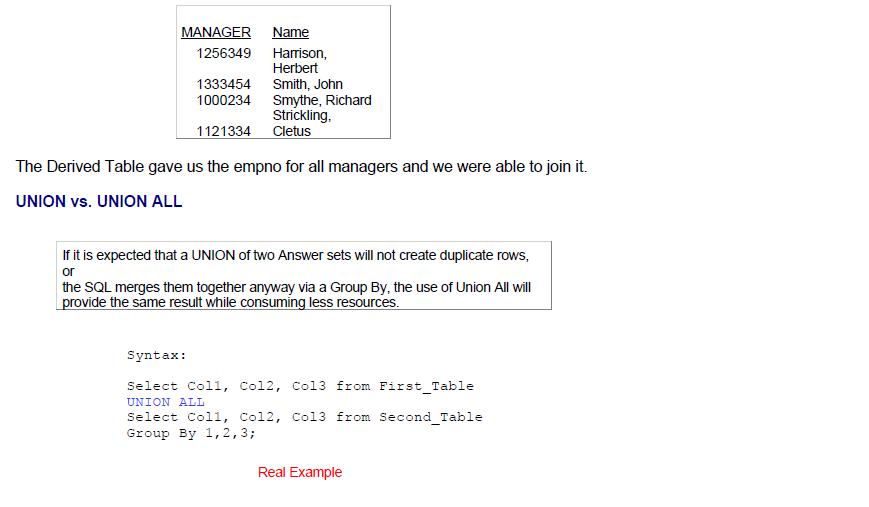 MANAGER Name
1256349 Harrison,
Herbert
1333454 Smith, John
1000234 Smythe, Richard
Strickling,
1121334 Cletus
The Derived Table gave us the empno for all managers and we were able to join it.
UNION vs. UNION ALL
If it is expected that a UNION of two Answer sets will not create duplicate rows,
or
the SQL merges them together anyway via a Group By, the use of Union All will
provide the same result while consuming less resources.
Syntax:
Select Col1, Col2, Col3 from First_Table
UNION ALL
Select Col1, Col2, Col3 from Second_Table
Group By 1,2,3;
Real Example